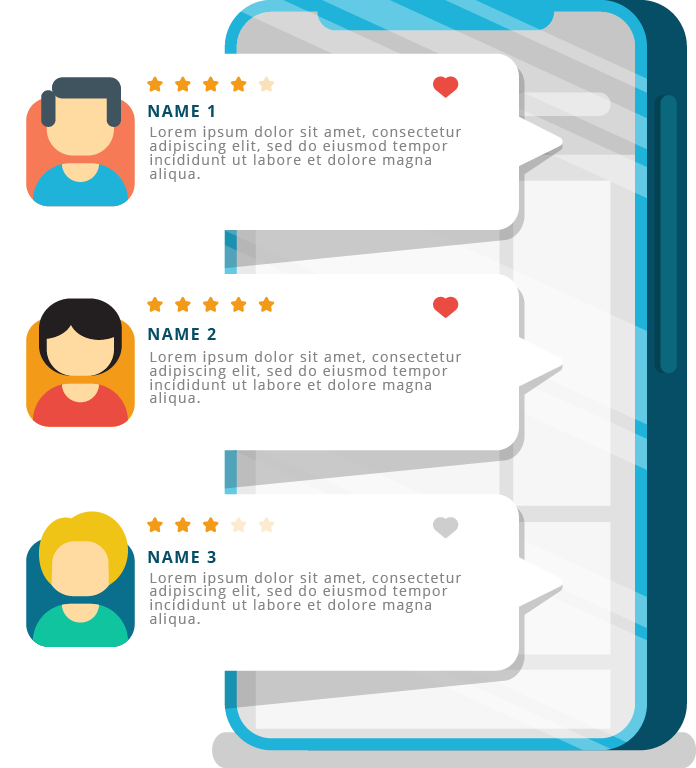 NAME 1
Lorem ipsum dolor sit amet, consectetur
adipiscing elit, sed do eiusmod tempor
incididunt ut labore et dolore magna
aliqua.
NAME 2
Lorem ipsum dolor sit amet, consectetur
adipiscing elit, sed do eiusmod tempor
incididunt ut labore et dolore magna
aliqua.
NAME 3
Lorem ipsum dolor sit amet, consectetur
adipiscing elit, sed do eiusmod tempor
incididunt ut labore et dolore magna
aliqua.